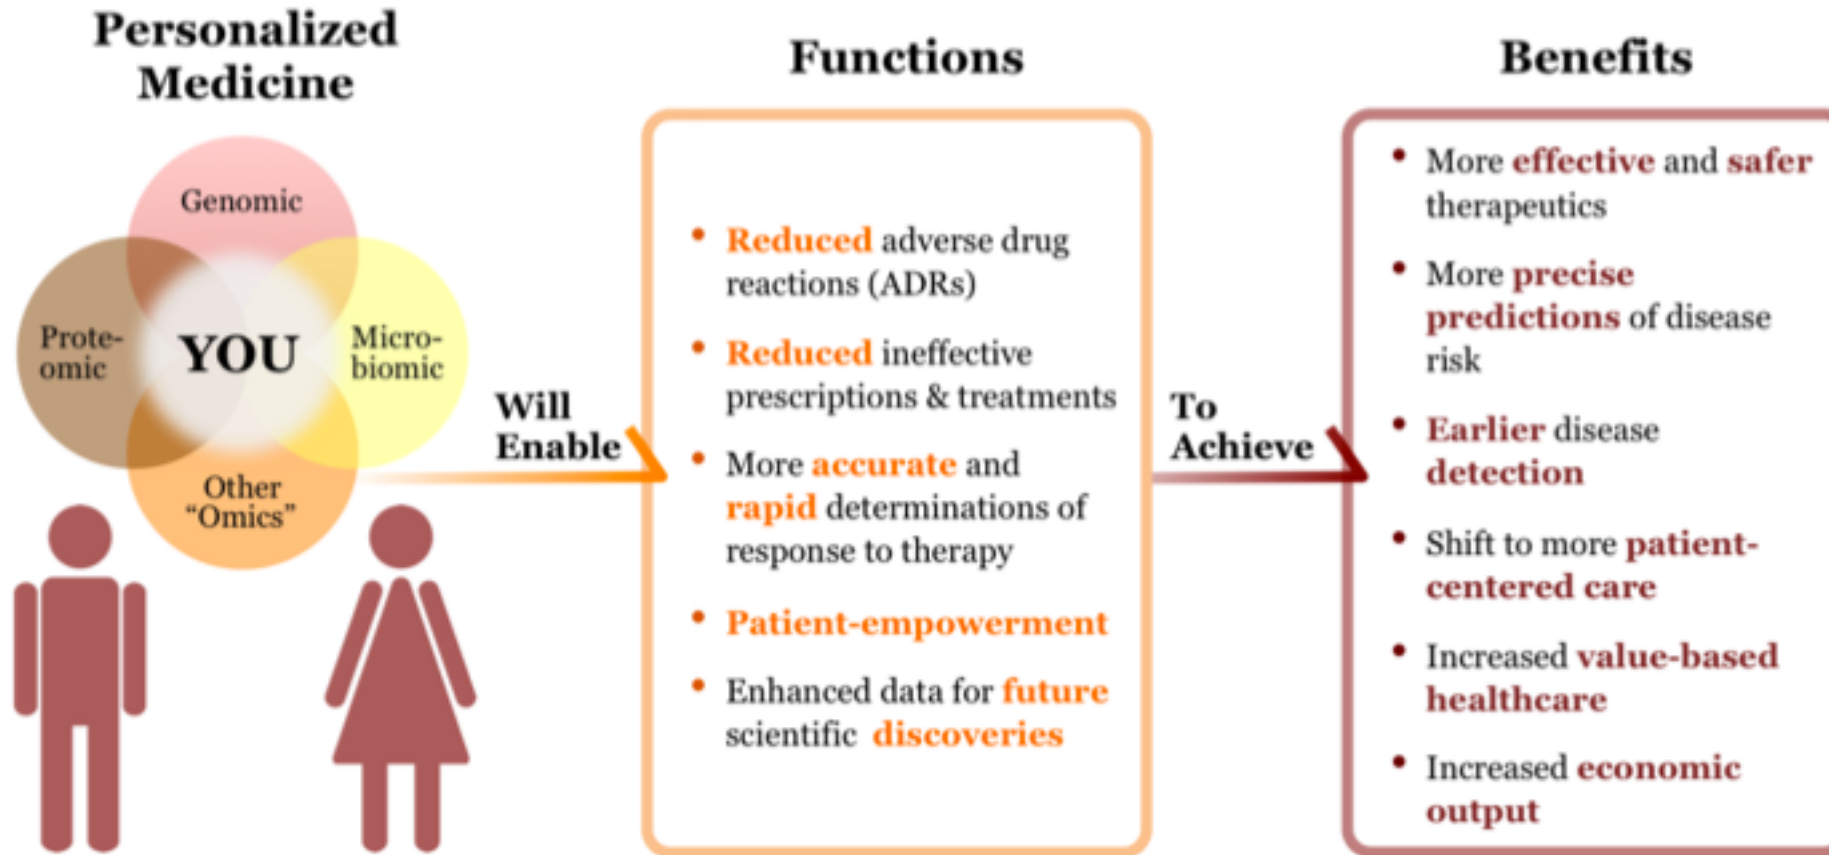 Personalized
Medicine
Genomic
Prote-
omic
YOU
Micro-
biomic
Other
“Omics”
Will
Enable
Functions
• Reduced adverse drug
reactions (ADRs)
• Reduced ineffective
prescriptions & treatments
• More accurate and
rapid determinations of
response to therapy
• Patient-empowerment
• Enhanced data for future
scientific discoveries
To
Achieve
Benefits
• More effective and safer
therapeutics
• More precise
predictions of disease
risk
• Earlier disease
detection
• Shift to more patient-
centered care
• Increased value-based
healthcare
• Increased economic
output